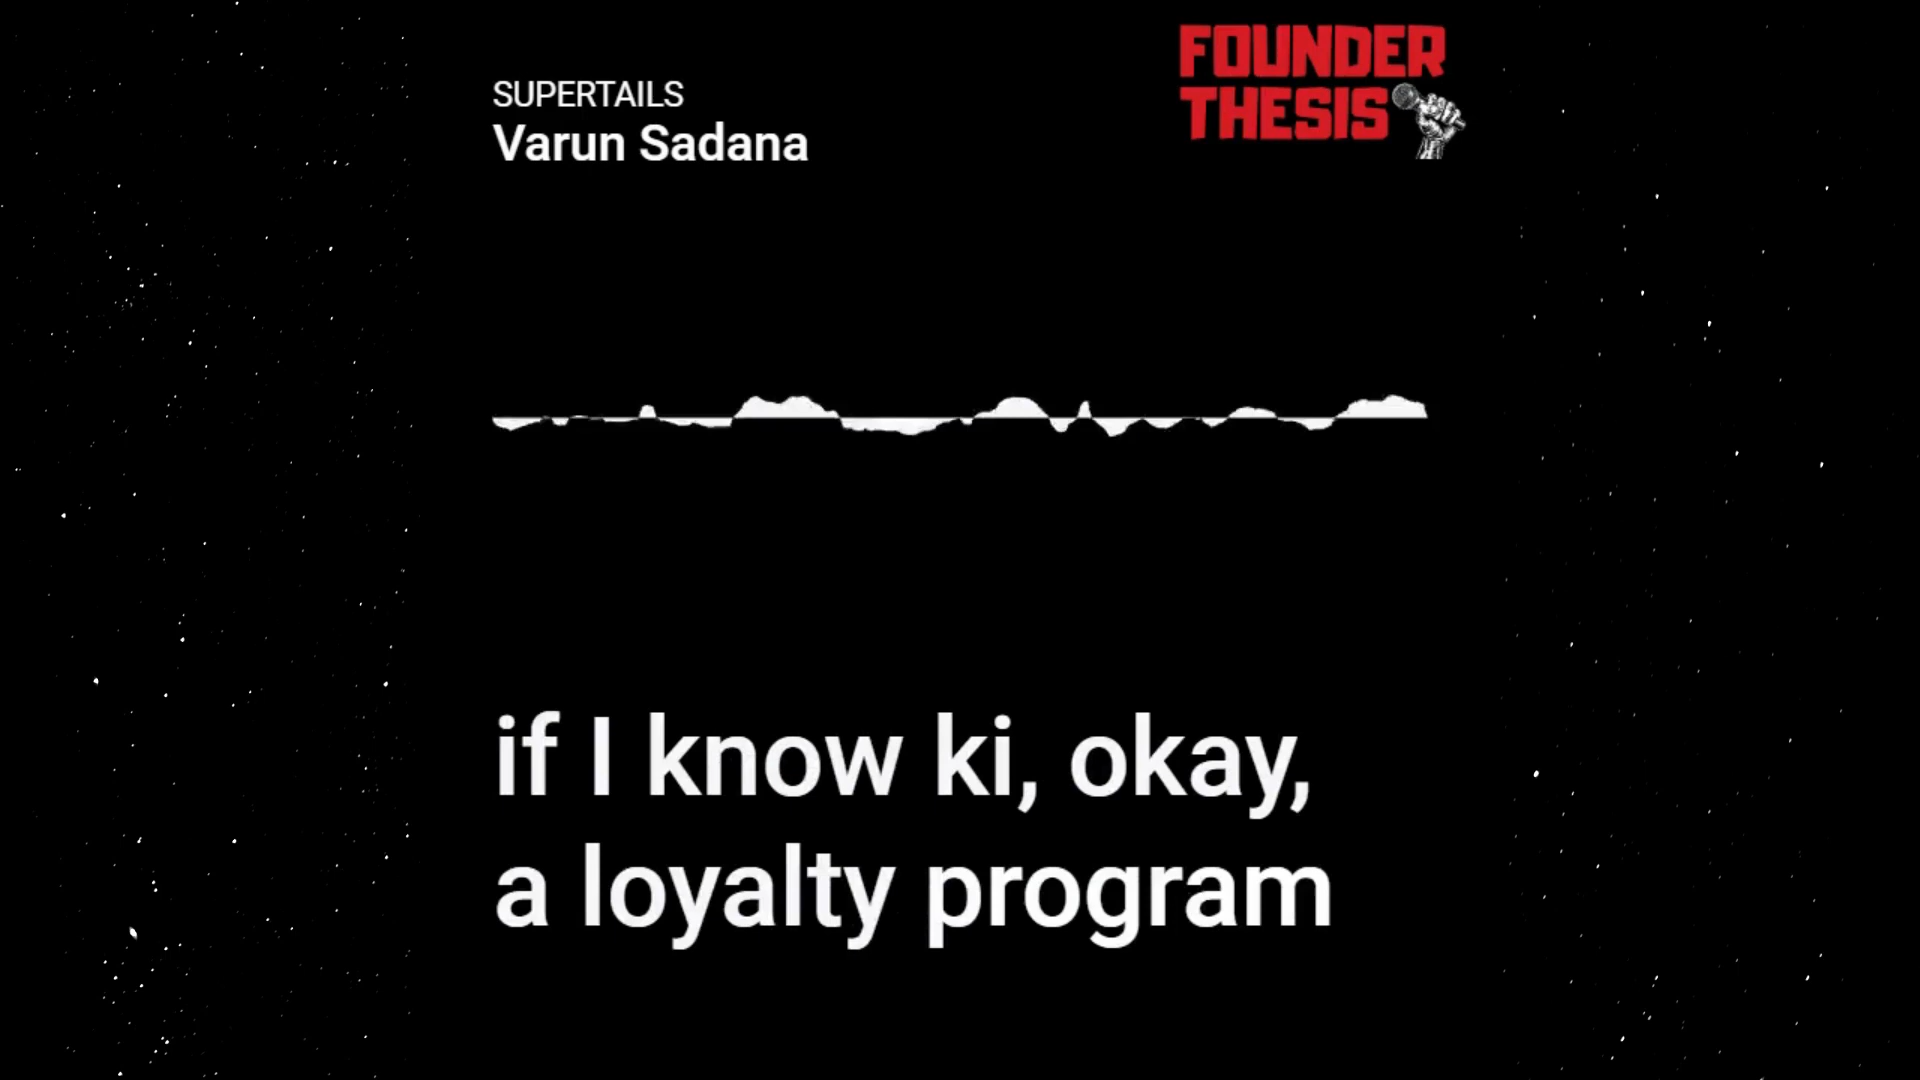 SUPERTAILS
Varun Sadana
FOUNDER
THESIS
if I know ki, okay,
a loyalty program